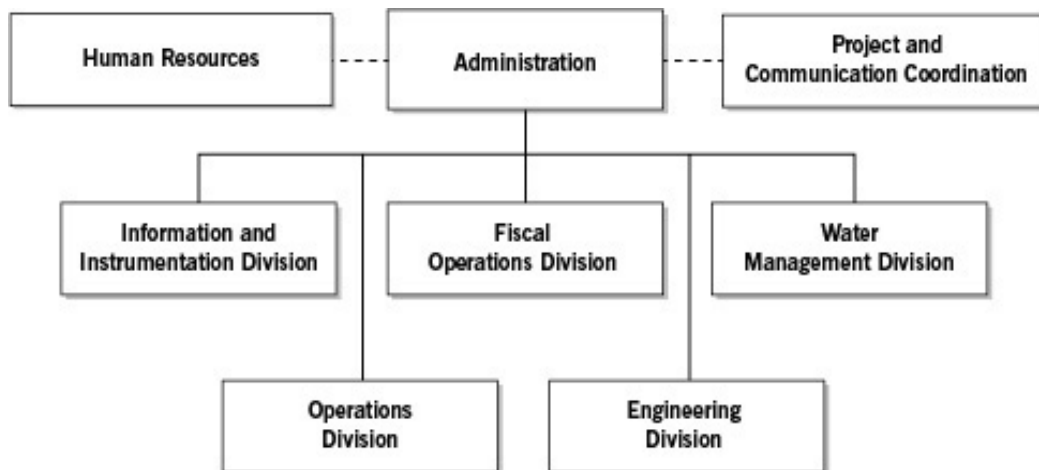 Human Resources
Administration
Project and
Communication Coordination
Information and
Instrumentation Division
Fiscal
Operations Division
Water
Management Division
Operations
Division
Engineering
Division